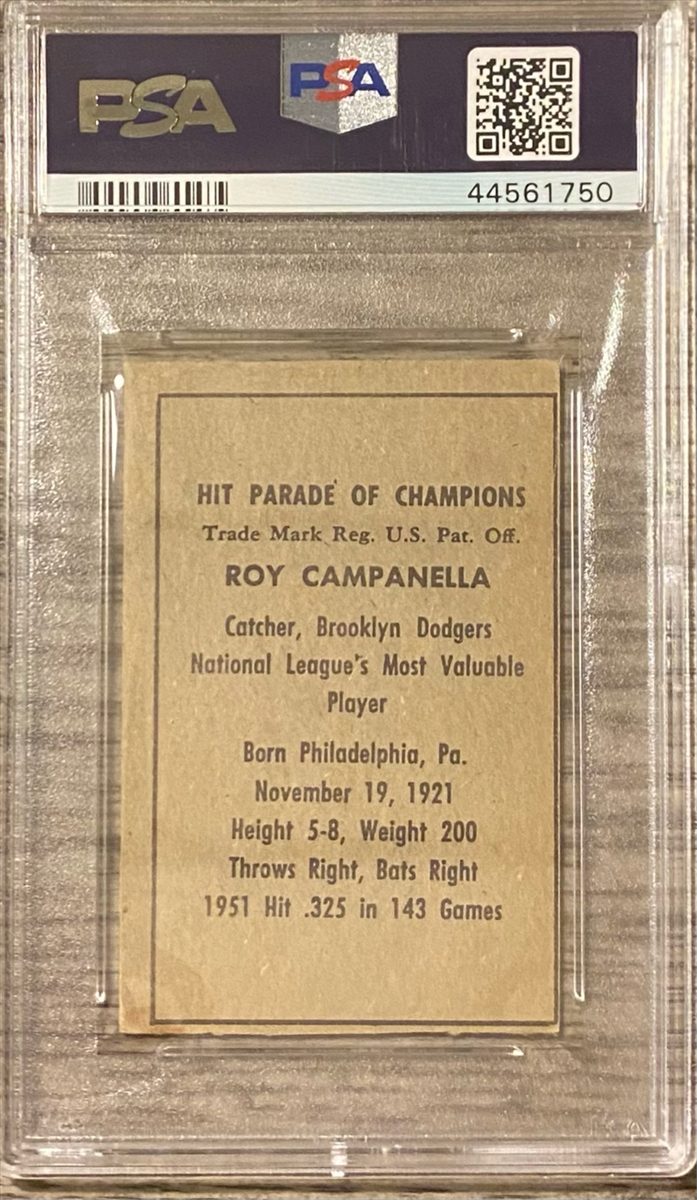 PSA
PSA
44561750
HIT PARADE OF CHAMPIONS
Trade Mark Reg. U.S. Pat. Off.
ROY CAMPANELLA
Catcher, Brooklyn Dodgers
National League's Most Valuable
Player
Born Philadelphia, Pa.
November 19, 1921
Height 5-8, Weight 200
Throws Right, Bats Right
1951 Hit .325 in 143 Games